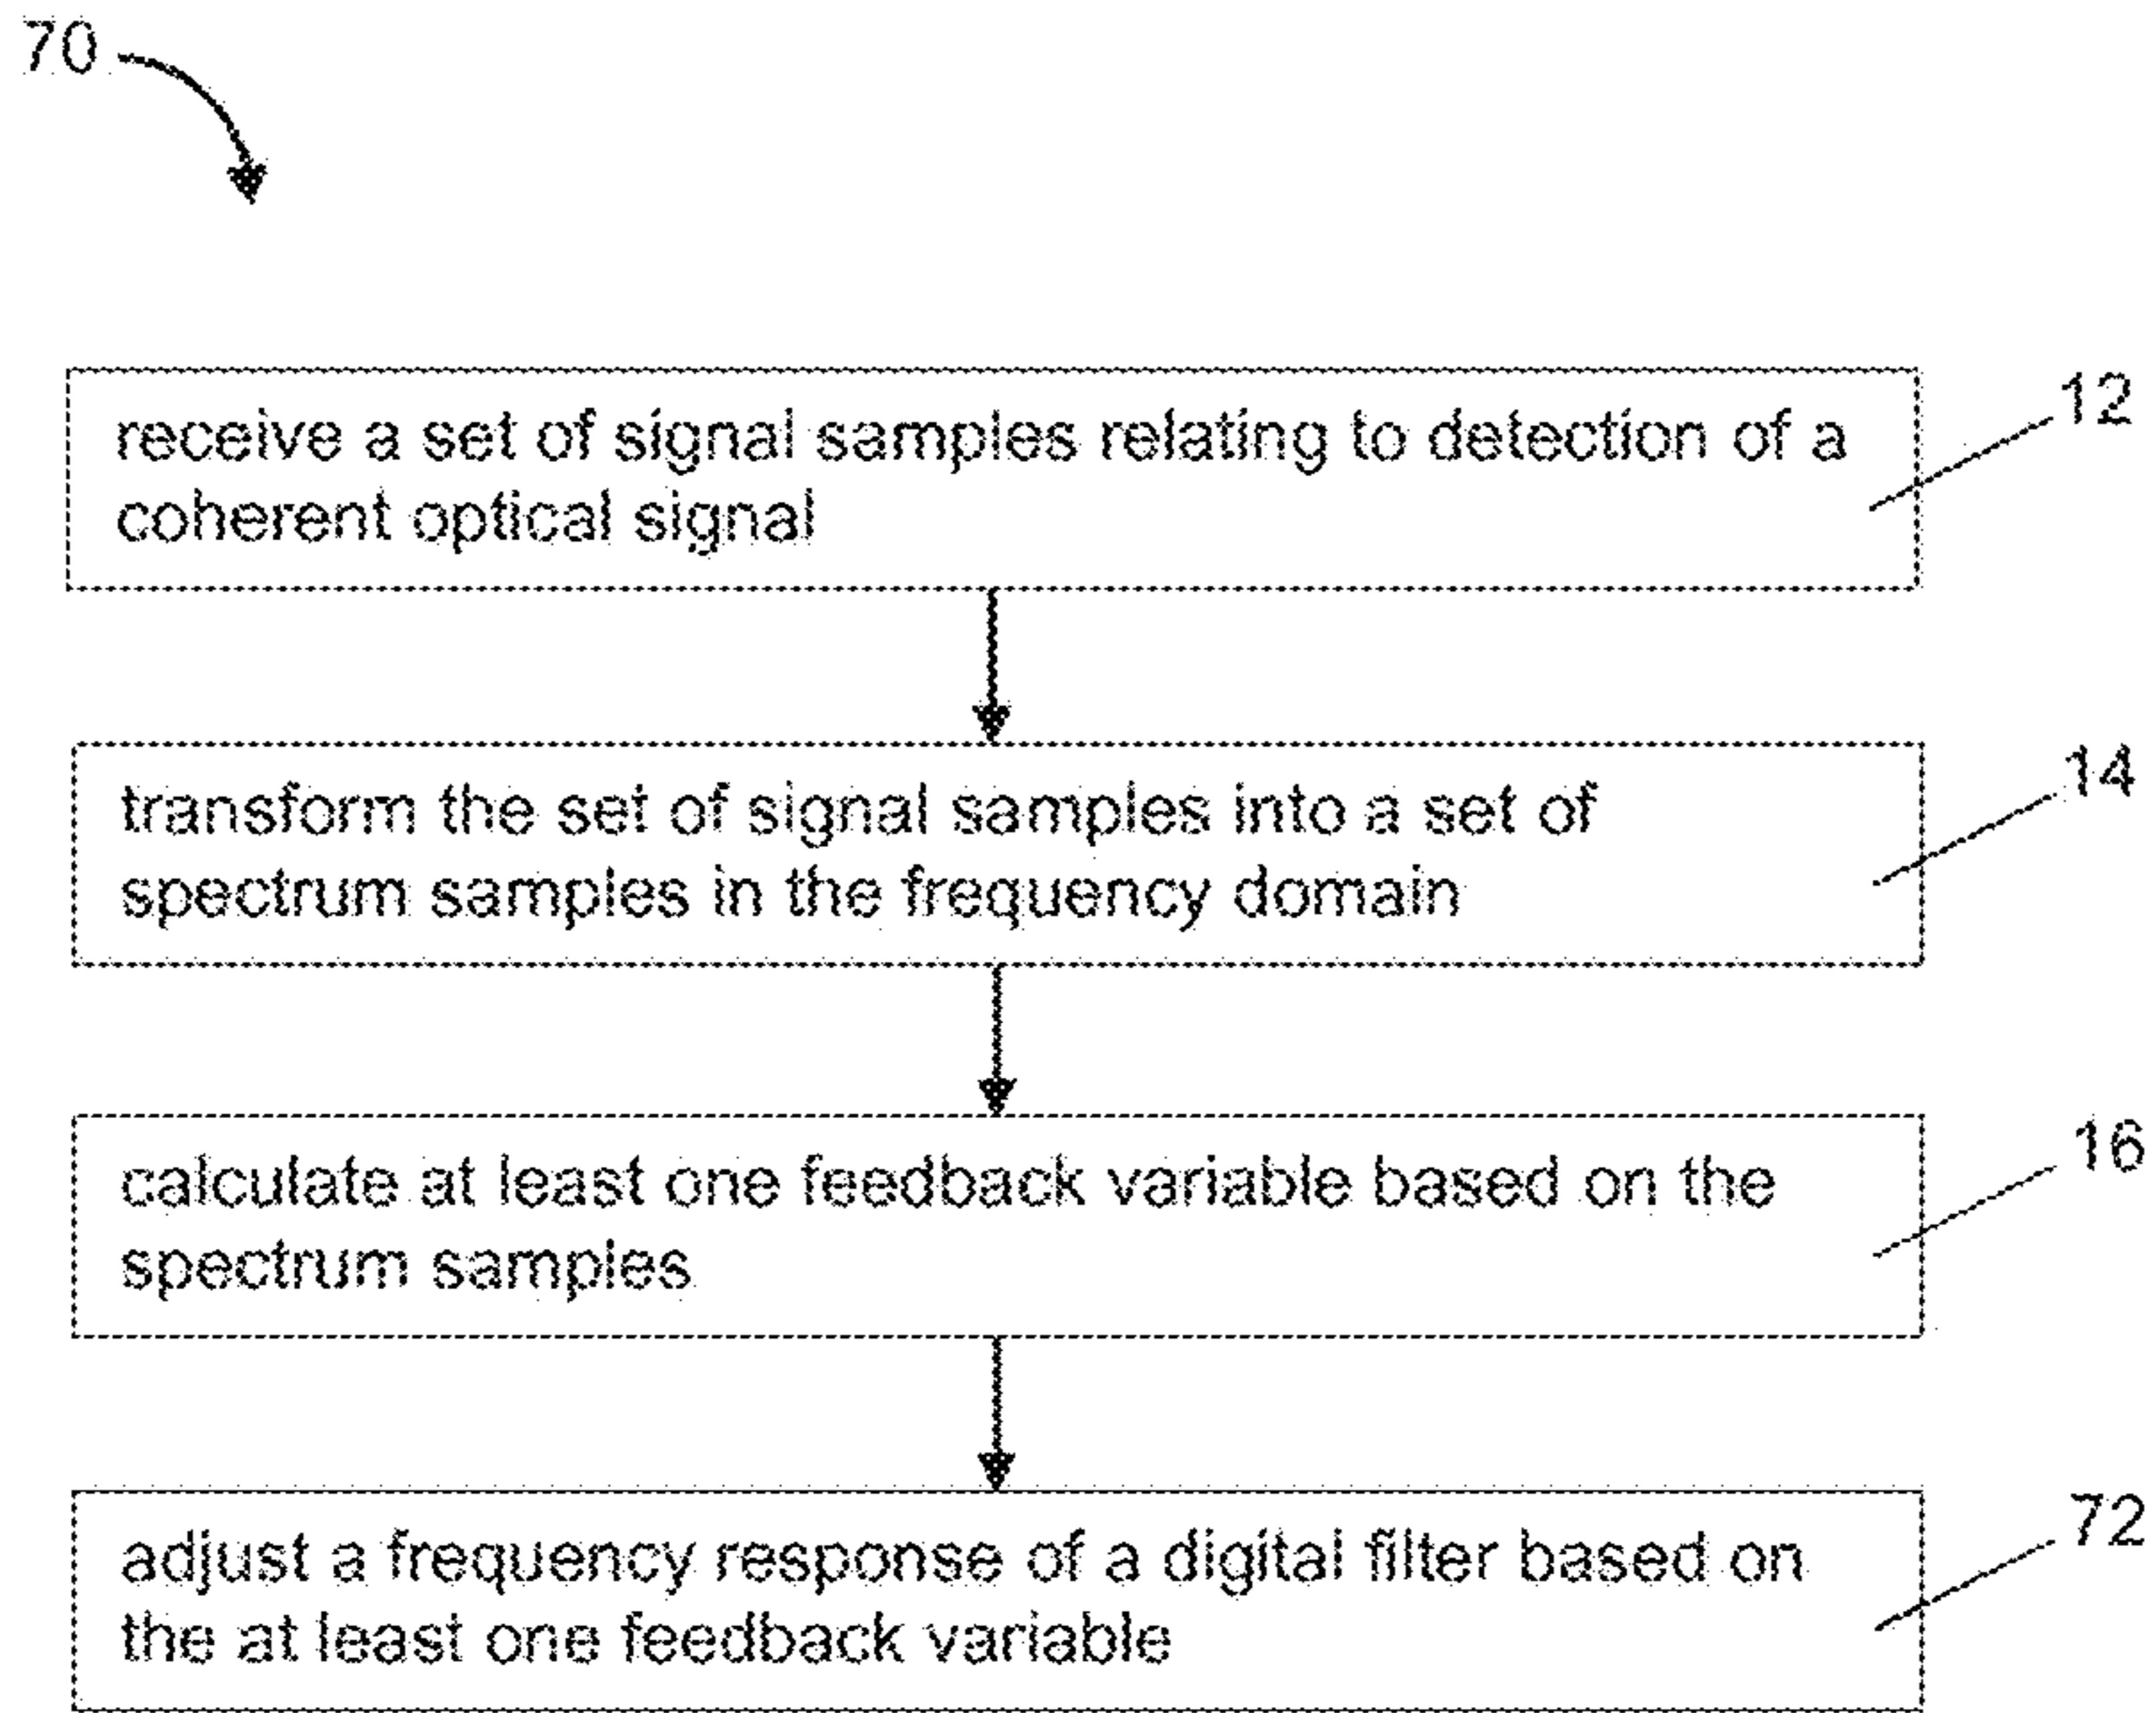 70
receive a set of signal samples relating to detection of a
coherent optical signal
12
transform the set of signal samples into a set of
spectrum samples in the frequency domain
14
calculate at least one feedback variable based on the
spectrum samples
16
adjust a frequency response of a digital filter based on
the at least one feedback variable
72